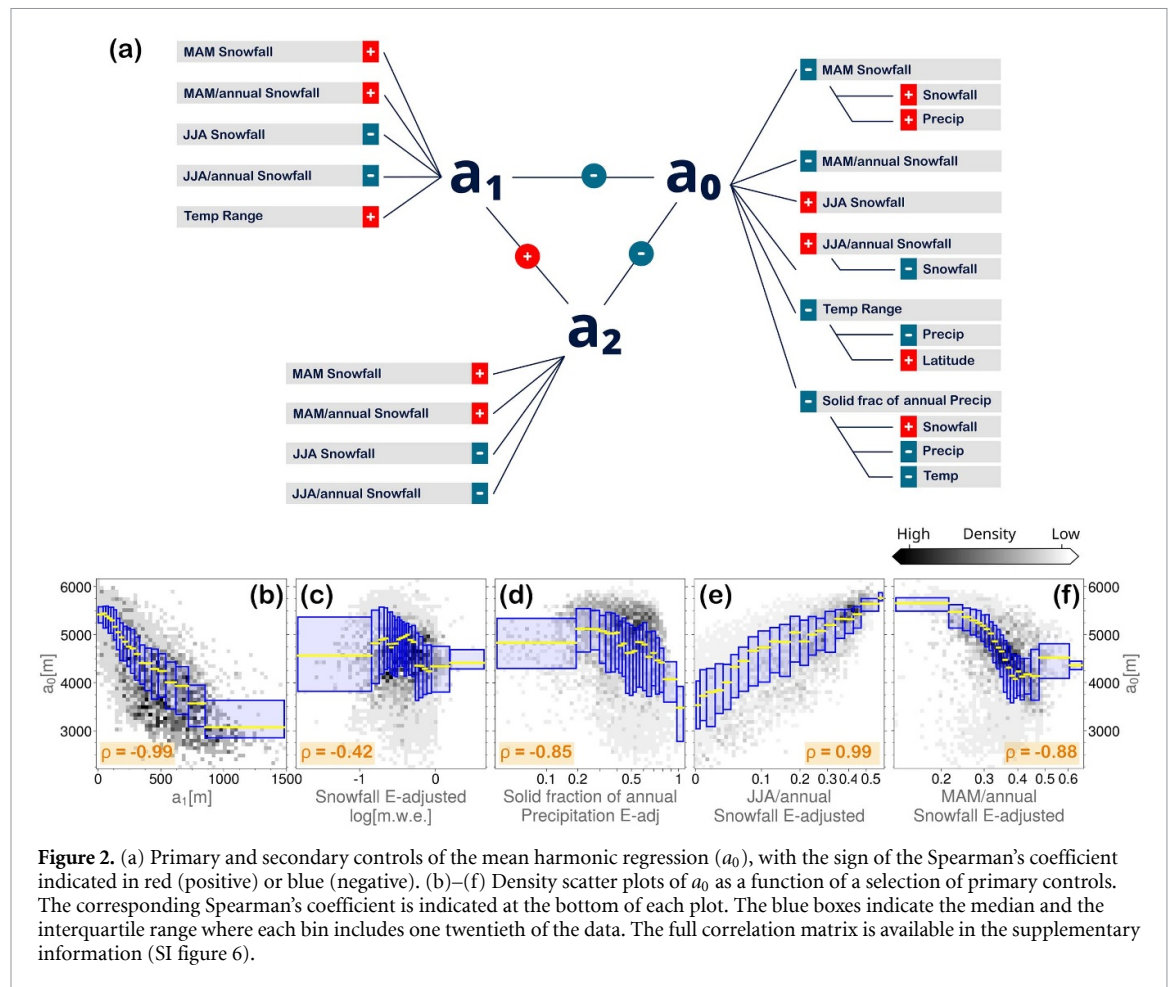 (a)
MAM Snowfall +
MAM/annual Snowfall +
JJA Snowfall -
JJA/annual Snowfall -
Temp Range +
a1
-
a0
+
-
a2
MAM Snowfall +
MAM/annual Snowfall +
JJA Snowfall -
JJA/annual Snowfall -
- MAM Snowfall
+ Snowfall
+ Precip
- MAM/annual Snowfall
+ JJA Snowfall
+ JJA/annual Snowfall
- Snowfall
- Temp Range
- Precip
+ Latitude
- Solid frac of annual Precip
+ Snowfall
- Precip
- Temp
High Density Low
6000
5000
4000
3000
a0[m]
(b)
ρ = -0.99
0 500 1000 1500
a1[m]
(c)
ρ = -0.42
-1 0
Snowfall E-adjusted
log[m.w.e.]
(d)
ρ = -0.85
0.1 0.2 0.5 1
Solid fraction of annual
Precipitation E-adj
(e)
ρ = 0.99
0 0.1 0.2 0.30.4 0.5
JJA/annual
Snowfall E-adjusted
(f)
ρ = -0.88
0.2 0.3 0.4 0.5 0.6
MAM/annual
Snowfall E-adjusted
6000
5000
4000
3000
a0[m]
Figure 2. (a) Primary and secondary controls of the mean harmonic regression (a0), with the sign of the Spearman's coefficient
indicated in red (positive) or blue (negative). (b)–(f) Density scatter plots of a0 as a function of a selection of primary controls.
The corresponding Spearman's coefficient is indicated at the bottom of each plot. The blue boxes indicate the median and the
interquartile range where each bin includes one twentieth of the data. The full correlation matrix is available in the supplementary
information (SI figure 6).